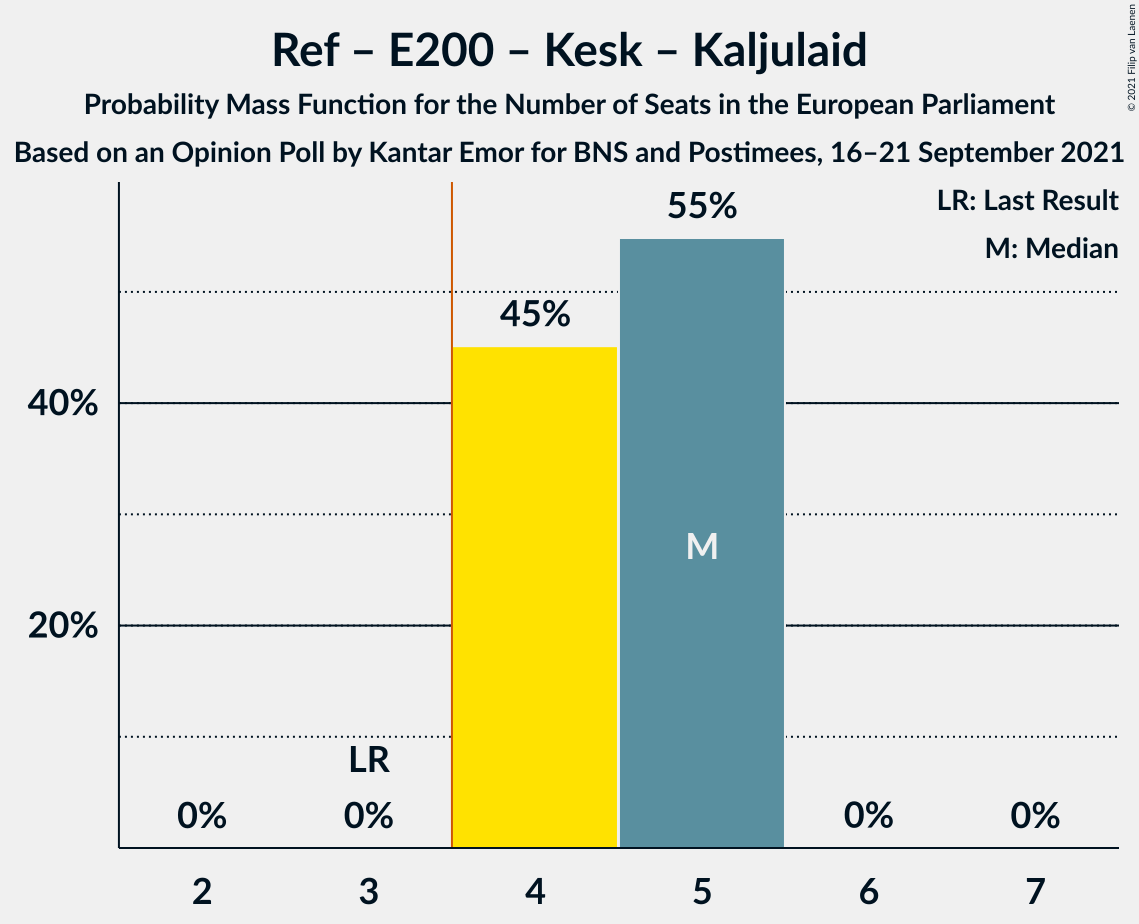 Ref – E200 – Kesk – Kaljulaid
Probability Mass Function for the Number of Seats in the European Parliament
Based on an Opinion Poll by Kantar Emor for BNS and Postimees, 16–21 September 2021
© 2021 Filip van Laenen
LR: Last Result
M: Median
55%
45%
40%
M
20%
LR
0% 0% 0% 0%
2 3 4 5 6 7